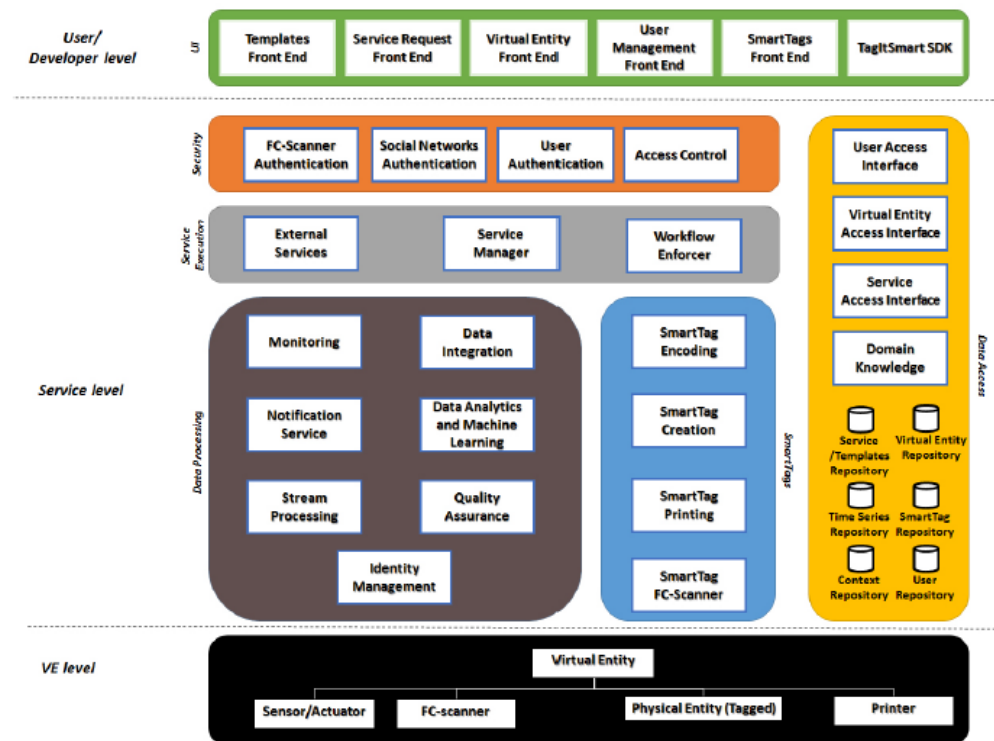 User/
Developer level
UI
Templates
Front End
Service Request
Front End
Virtual Entity
Front End
User
Management
Front End
SmartTags
Front End
TagItSmart SDK
Service level
Security
FC-Scanner
Authentication
Social Networks
Authentication
User
Authentication
Access Control
Service
Execution
External
Services
Service
Manager
Workflow
Enforcer
Data Processing
Monitoring
Data
Integration
Notification
Service
Data Analytics
and Machine
Learning
Stream
Processing
Quality
Assurance
Identity
Management
SmartTags
SmartTag
Encoding
SmartTag
Creation
SmartTag
Printing
SmartTag
FC-Scanner
Data Access
User Access
Interface
Virtual Entity
Access Interface
Service
Access Interface
Domain
Knowledge
Service
/Templates
Repository
Virtual Entity
Repository
Time Series
Repository
SmartTag
Repository
Context
Repository
User
Repository
VE level
Virtual Entity
Sensor/Actuator
FC-scanner
Physical Entity (Tagged)
Printer